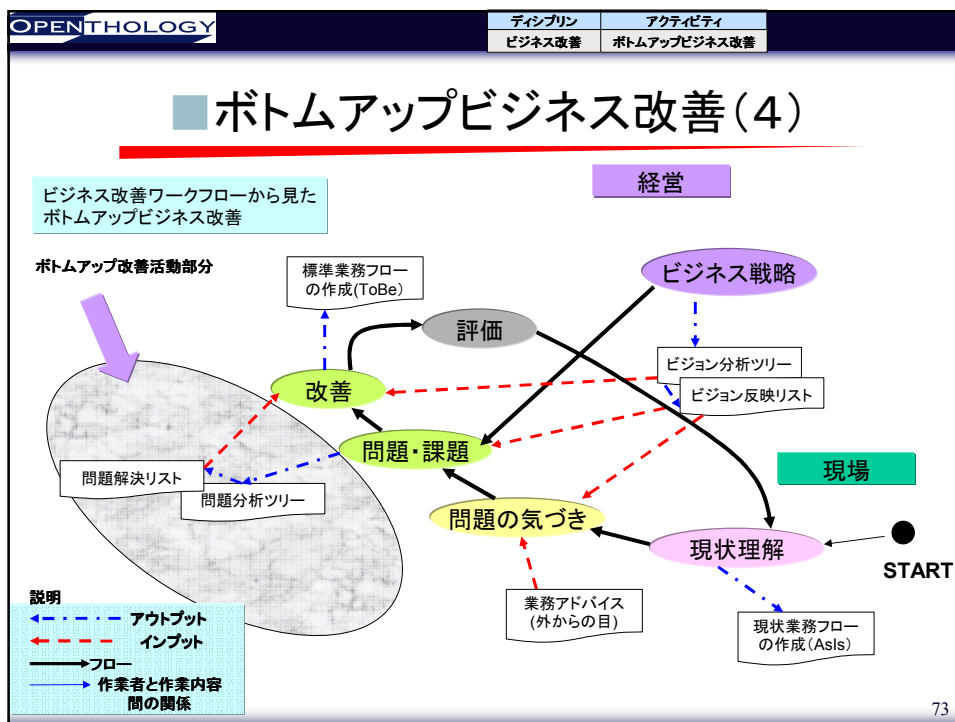 OPENTHOLOGY
ディシプリン
アクティビティ
ビジネス改善
ボトムアップビジネス改善
■ボトムアップビジネス改善(4)
ビジネス改善ワークフローから見た
ボトムアップビジネス改善
経営
ボトムアップ改善活動部分
標準業務フロー
の作成(ToBe)
ビジネス戦略
評価
ビジョン分析ツリー
ビジョン反映リスト
改善
問題・課題
問題解決リスト
問題分析ツリー
現場
問題の気づき
現状理解
START
業務アドバイス
(外からの目)
現状業務フロー
の作成(AsIs)
説明
アウトプット
インプット
フロー
作業者と作業内容
間の関係
73